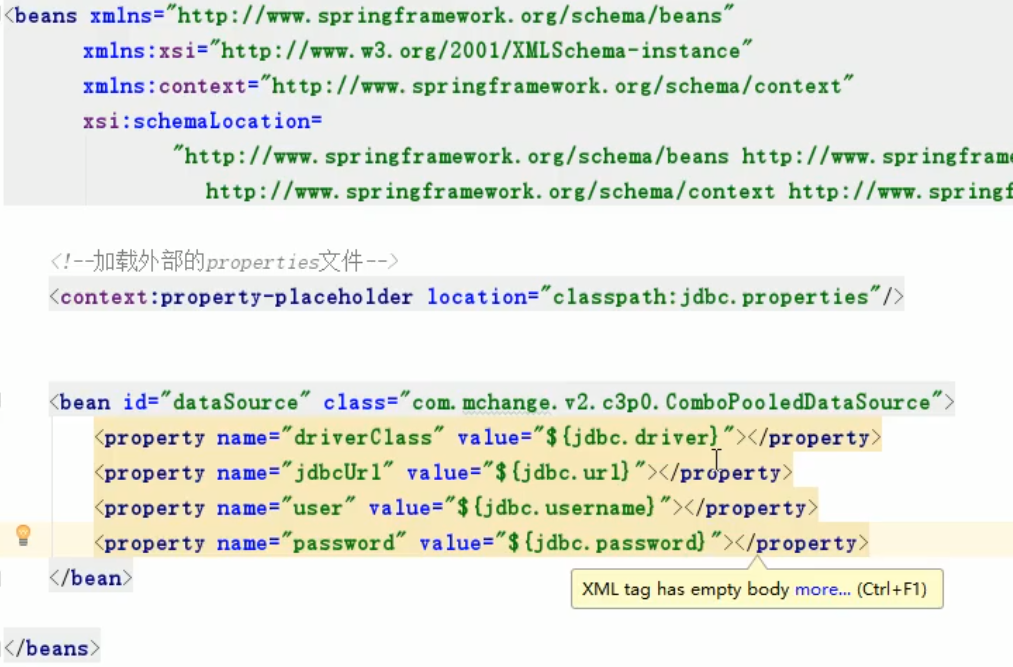 <beans xmlns="http://www.springframework.org/schema/beans"
xmlns:xsi="http://www.w3.org/2001/XMLSchema-instance"
xmlns:context="http://www.springframework.org/schema/context"
xsi:schemaLocation=
"http://www.springframework.org/schema/beans http://www.springframe
http://www.springframework.org/schema/context http://www.springf
<!--加载外部的properties文件-->
<context:property-placeholder location="classpath:jdbc.properties"/>
<bean id="dataSource" class="com.mchange.v2.c3p0.ComboPooledDataSource">
<property name="driverClass" value="${jdbc.driver}"></property>
<property name="jdbcUrl" value="${jdbc.url}"></property>
<property name="user" value="${jdbc.username}"></property>
<property name="password" value="${jdbc.password}"></property>
</bean>
XML tag has empty body more... (Ctrl+F1)
</beans>